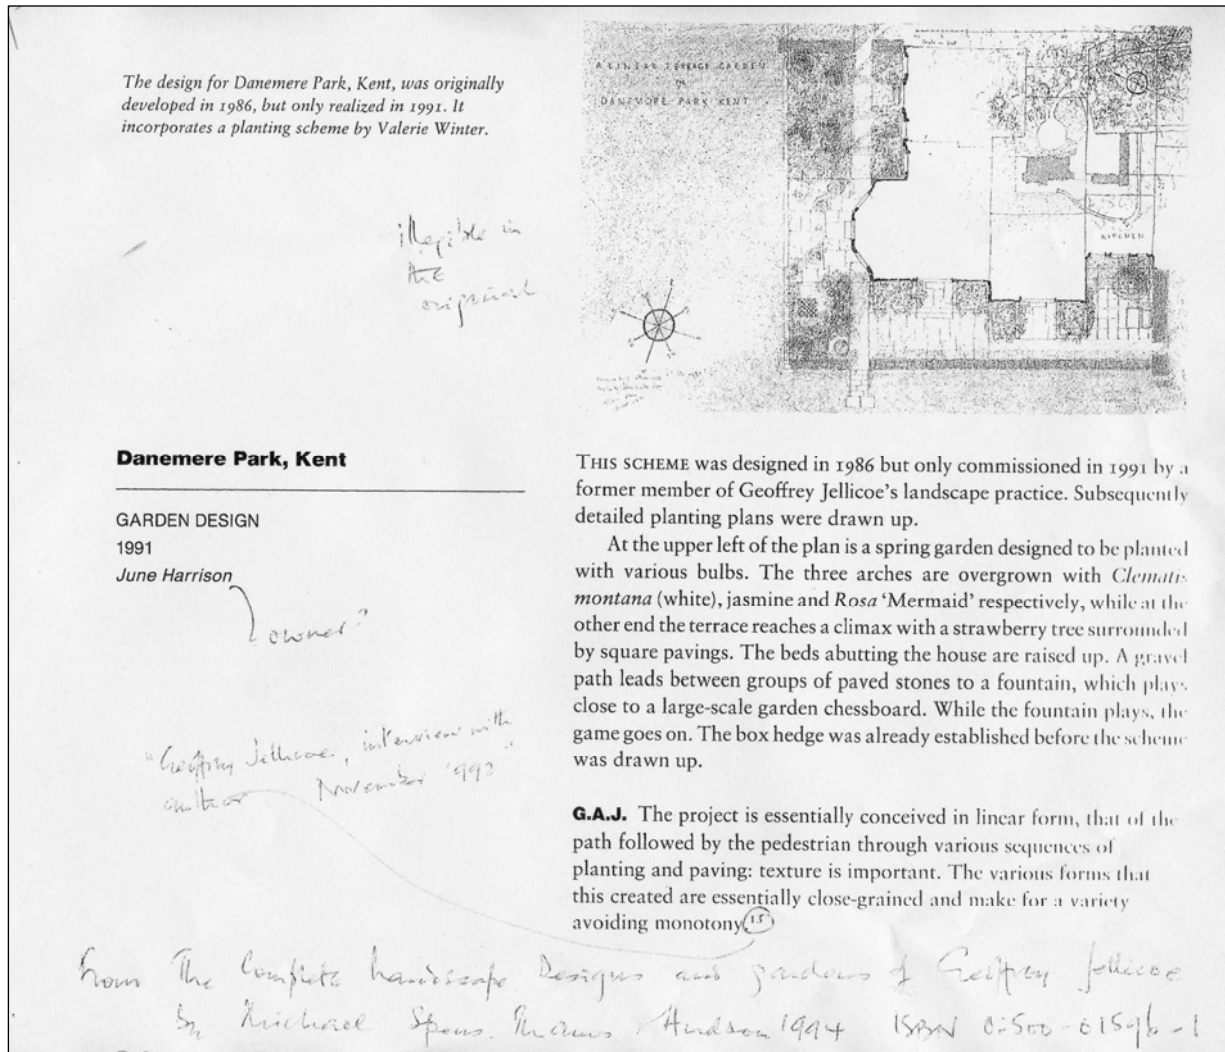 The design for Danemere Park, Kent, was originally
developed in 1986, but only realized in 1991. It
incorporates a planting scheme by Valerie Winter.
A LINEAR TERRACE GARDEN
DANEMORE PARK KENT
KITCHEN
illegible in
the
original
Danemere Park, Kent
GARDEN DESIGN
1991
June Harrison
owner?
"Geoffrey Jellicoe, interview with
author November 1992"
THIS SCHEME was designed in 1986 but only commissioned in 1991 by a
former member of Geoffrey Jellicoe's landscape practice. Subsequently
detailed planting plans were drawn up.
At the upper left of the plan is a spring garden designed to be planted
with various bulbs. The three arches are overgrown with Clematis
montana (white), jasmine and Rosa 'Mermaid' respectively, while at the
other end the terrace reaches a climax with a strawberry tree surrounded
by square pavings. The beds abutting the house are raised up. A gravel
path leads between groups of paved stones to a fountain, which plays
close to a large-scale garden chessboard. While the fountain plays, the
game goes on. The box hedge was already established before the scheme
was drawn up.
G.A.J. The project is essentially conceived in linear form, that of the
path followed by the pedestrian through various sequences of
planting and paving: texture is important. The various forms that
this created are essentially close-grained and make for a variety
avoiding monotony. 15
from The Complete Landscape Designs and gardens of Geoffrey Jellicoe
by Michael Spens. Thames Hudson 1994 ISBN 0-500-01596-1